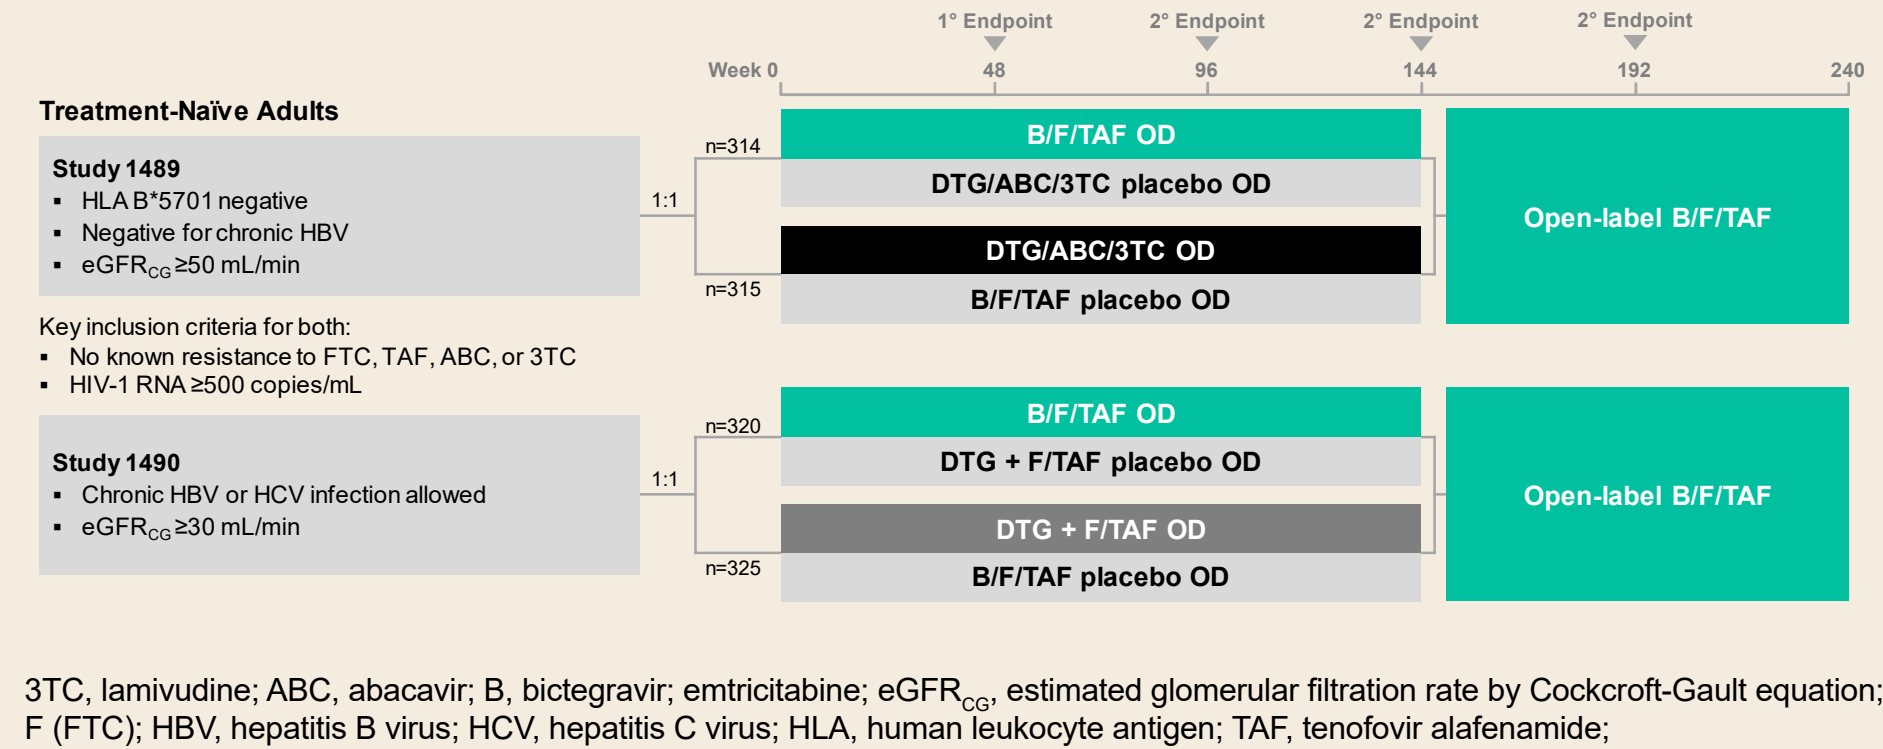 1° Endpoint 2° Endpoint 2° Endpoint 2° Endpoint
Week 0 48 96 144 192 240
Treatment-Naïve Adults
Study 1489
▪ HLA B*5701 negative
▪ Negative for chronic HBV
▪ eGFRCG ≥50 mL/min
1:1
n=314
n=315
B/F/TAF OD
DTG/ABC/3TC placebo OD
DTG/ABC/3TC OD
B/F/TAF placebo OD
Open-label B/F/TAF
Key inclusion criteria for both:
▪ No known resistance to FTC, TAF, ABC, or 3TC
▪ HIV-1 RNA ≥500 copies/mL
Study 1490
▪ Chronic HBV or HCV infection allowed
▪ eGFRCG ≥30 mL/min
1:1
n=320
n=325
B/F/TAF OD
DTG + F/TAF placebo OD
DTG + F/TAF OD
B/F/TAF placebo OD
Open-label B/F/TAF
3TC, lamivudine; ABC, abacavir; B, bictegravir; emtricitabine; eGFRCG, estimated glomerular filtration rate by Cockcroft-Gault equation;
F (FTC); HBV, hepatitis B virus; HCV, hepatitis C virus; HLA, human leukocyte antigen; TAF, tenofovir alafenamide;